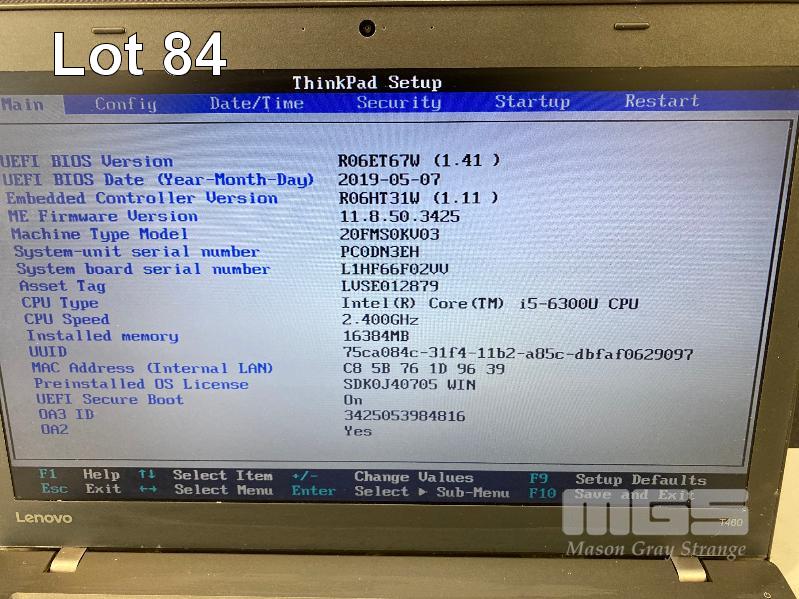 Lot 84
ThinkPad Setup
Main Config Date/Time Security Startup Restart
UEFI BIOS Version R06ET67W (1.41 )
UEFI BIOS Date (Year-Month-Day) 2019-05-07
Embedded Controller Version R06HT31W (1.11 )
ME Firmware Version 11.8.50.3425
Machine Type Model 20FMS0KV03
System-unit serial number PC0DN3EH
System board serial number L1HF66F02VV
Asset Tag LVSE012879
CPU Type Intel(R) Core(TM) i5-6300U CPU
CPU Speed 2.400GHz
Installed memory 16384MB
UUID 75ca084c-31f4-11b2-a85c-dbfaf0629097
MAC Address (Internal LAN) C8 5B 76 1D 96 39
Preinstalled OS License SDK0J40705 WIN
UEFI Secure Boot On
OA3 ID 3425053984816
OA2 Yes
F1 Help ↑↓ Select Item +/- Change Values F9 Setup Defaults
Esc Exit ←→ Select Menu Enter Select ▶ Sub-Menu F10 Save and Exit
Lenovo
MGS
T460
Mason Gray Strange